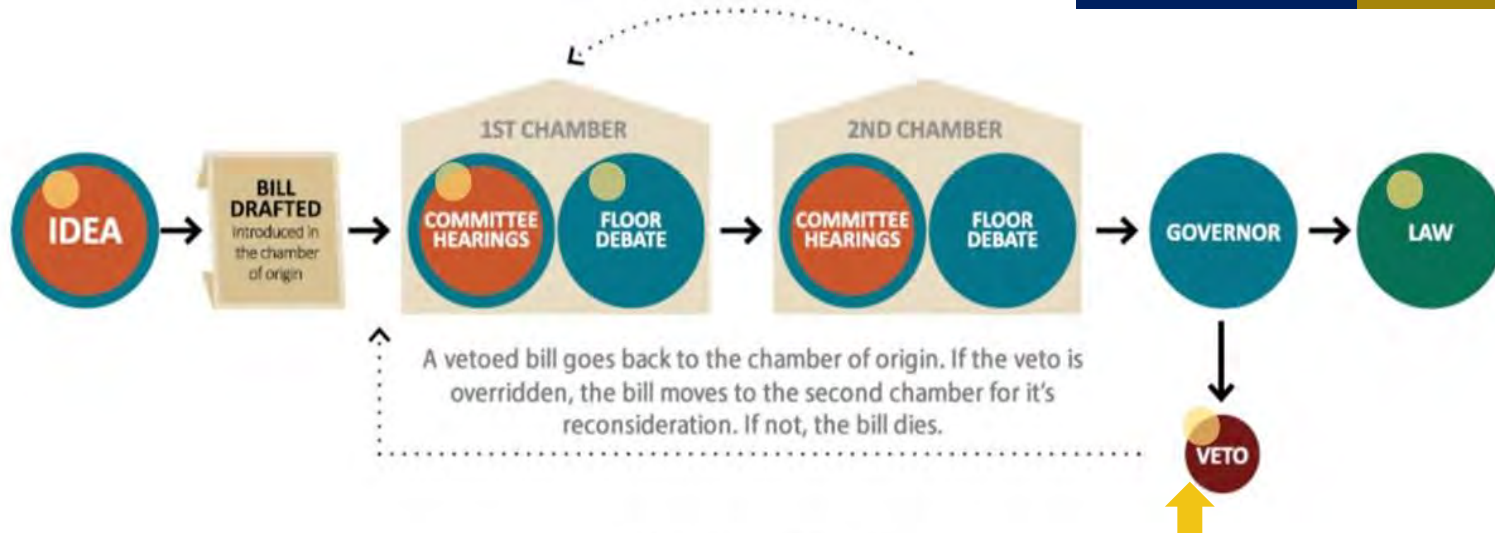 1ST CHAMBER
2ND CHAMBER
IDEA
BILL
DRAFTED
introduced in
the chamber
of origin
COMMITTEE
HEARINGS
FLOOR
DEBATE
COMMITTEE
HEARINGS
FLOOR
DEBATE
GOVERNOR
LAW
A vetoed bill goes back to the chamber of origin. If the veto is
overridden, the bill moves to the second chamber for it's
reconsideration. If not, the bill dies.
VETO